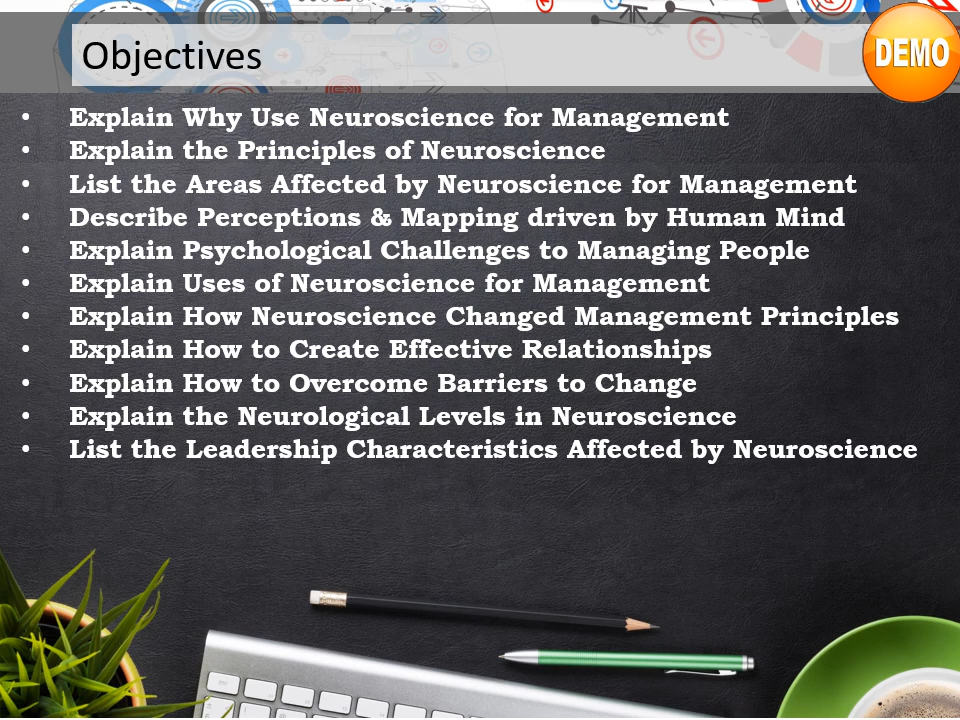 Objectives
DEMO
• Explain Why Use Neuroscience for Management
• Explain the Principles of Neuroscience
• List the Areas Affected by Neuroscience for Management
• Describe Perceptions & Mapping driven by Human Mind
• Explain Psychological Challenges to Managing People
• Explain Uses of Neuroscience for Management
• Explain How Neuroscience Changed Management Principles
• Explain How to Create Effective Relationships
• Explain How to Overcome Barriers to Change
• Explain the Neurological Levels in Neuroscience
• List the Leadership Characteristics Affected by Neuroscience